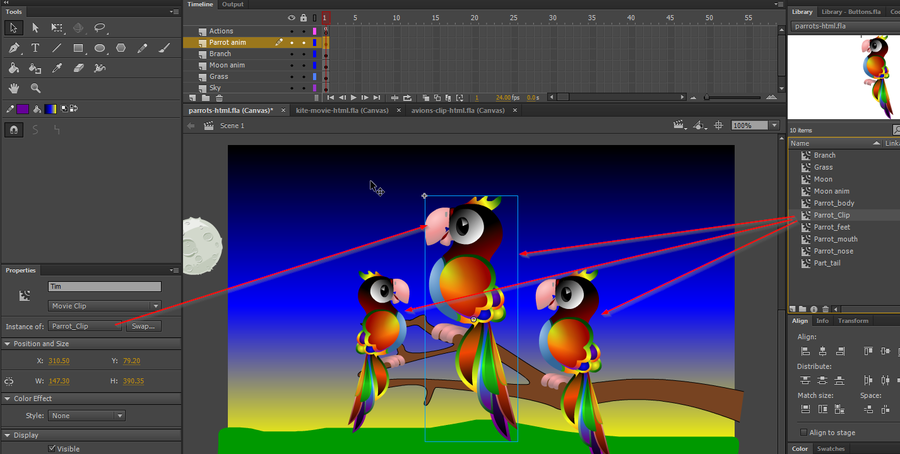 Tools
Timeline
Output
1
5
10
15
20
25
30
35
40
45
50
55
Actions
Parrot anim
Branch
Moon anim
Grass
Sky
1
24.00 fps
0.0 s
parrots-html.fla (Canvas)*
kite-movie-html.fla (Canvas)
avions-clip-html.fla (Canvas)
Scene 1
100%
Properties
Tim
Movie Clip
Instance of:
Parrot_Clip
Swap...
Position and Size
X: 310.50
Y: 79.20
W: 147.30
H: 390.35
Color Effect
Style:
None
Display
Visible
Library
Library - Buttons.fla
parrots-html.fla
10 items
Name
Linka
Branch
Grass
Moon
Moon anim
Parrot_body
Parrot_Clip
Parrot_feet
Parrot_mouth
Parrot_nose
Part_tail
Align
Info
Transform
Align:
Distribute:
Match size:
Space:
Align to stage
Color
Swatches